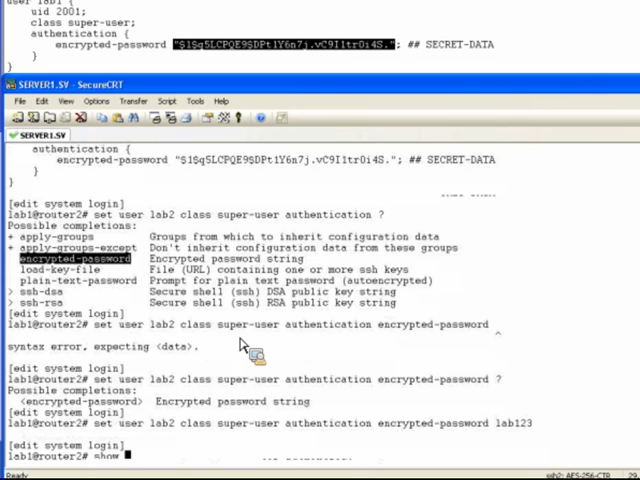 user lab1 {
uid 2001;
class super-user;
authentication {
encrypted-password "$1$q5LCPQE9$DPt1Y6n7j.vC9I1tr0i4S."; ## SECRET-DATA
}
}
SERVER1.SV - SecureCRT
File Edit View Options Transfer Script Tools Help
SERVER1.SV
authentication {
encrypted-password "$1$q5LCPQE9$DPt1Y6n7j.vC9I1tr0i4S."; ## SECRET-DATA
}
}
[edit system login]
lab1@router2# set user lab2 class super-user authentication ?
Possible completions:
+ apply-groups Groups from which to inherit configuration data
+ apply-groups-except Don't inherit configuration data from these groups
encrypted-password Encrypted password string
load-key-file File (URL) containing one or more ssh keys
plain-text-password Prompt for plain text password (autoencrypted)
> ssh-dsa Secure shell (ssh) DSA public key string
> ssh-rsa Secure shell (ssh) RSA public key string
[edit system login]
lab1@router2# set user lab2 class super-user authentication encrypted-password
^
syntax error, expecting <data>.
[edit system login]
lab1@router2# set user lab2 class super-user authentication encrypted-password ?
Possible completions:
<encrypted-password> Encrypted password string
[edit system login]
lab1@router2# set user lab2 class super-user authentication encrypted-password lab123
[edit system login]
lab1@router2# show
Ready ssh2: AES-256-CTR 29,